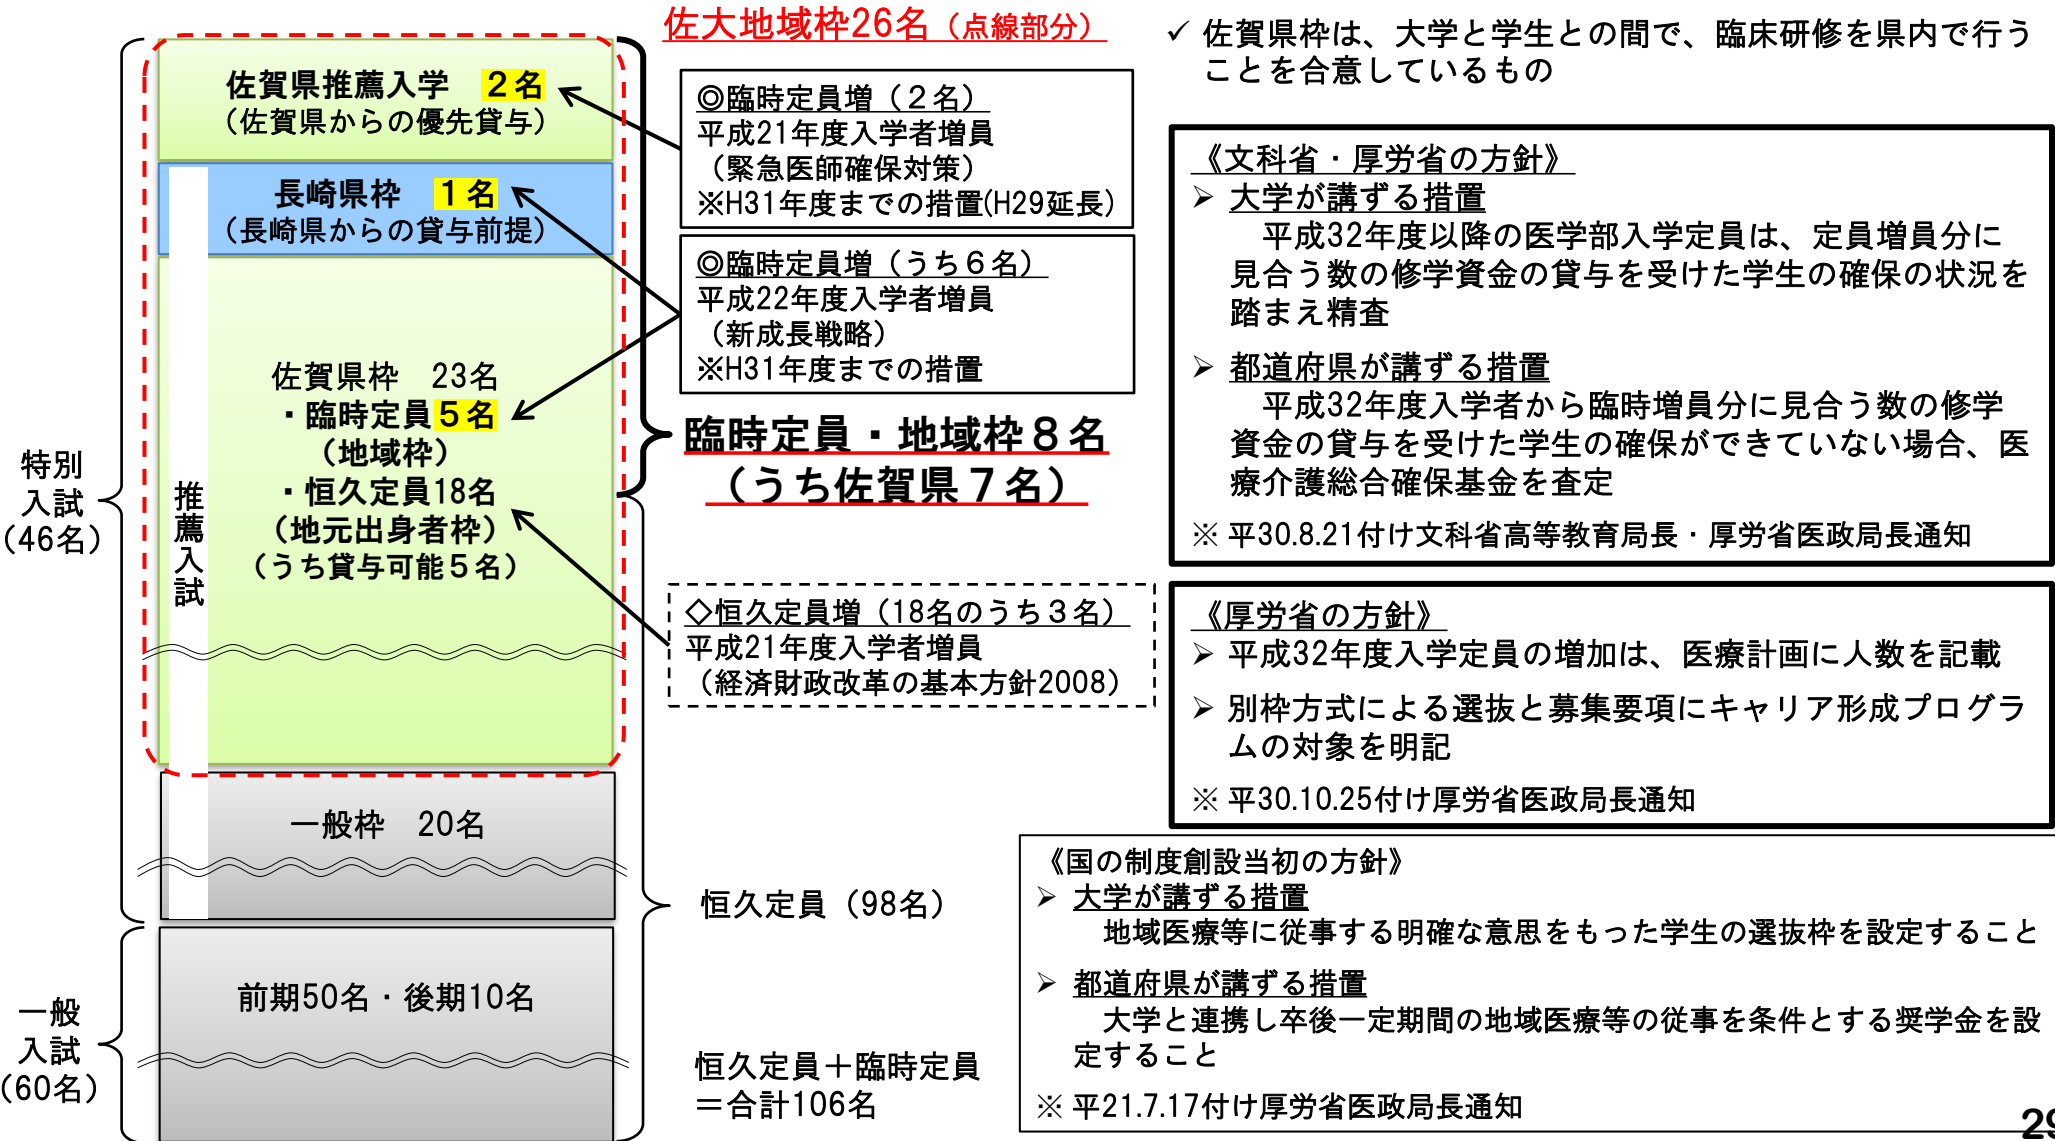 佐大地域枠26名（点線部分）
特別
入試
（46名）
一般
入試
（60名）
推薦入試
佐賀県推薦入学　２名
（佐賀県からの優先貸与）
長崎県枠　１名
（長崎県からの貸与前提）
佐賀県枠　23名
・臨時定員５名
（地域枠）
・恒久定員18名
（地元出身者枠）
（うち貸与可能５名）
一般枠　20名
前期50名・後期10名
◎臨時定員増（２名）
平成21年度入学者増員
（緊急医師確保対策）
※H31年度までの措置(H29延長）
◎臨時定員増（うち６名）
平成22年度入学者増員
（新成長戦略）
※H31年度までの措置
臨時定員・地域枠８名
（うち佐賀県７名）
◇恒久定員増（18名のうち３名）
平成21年度入学者増員
（経済財政改革の基本方針2008）
恒久定員（98名）
恒久定員＋臨時定員
＝合計106名
✓ 佐賀県枠は、大学と学生との間で、臨床研修を県内で行う
ことを合意しているもの
《文科省・厚労省の方針》
➢ 大学が講ずる措置
平成32年度以降の医学部入学定員は、定員増員分に
見合う数の修学資金の貸与を受けた学生の確保の状況を
踏まえ精査
➢ 都道府県が講ずる措置
平成32年度入学者から臨時増員分に見合う数の修学
資金の貸与を受けた学生の確保ができていない場合、医
療介護総合確保基金を査定
※ 平30.8.21付け文科省高等教育局長・厚労省医政局長通知
《厚労省の方針》
➢ 平成32年度入学定員の増加は、医療計画に人数を記載
➢ 別枠方式による選抜と募集要項にキャリア形成プログラ
ムの対象を明記
※ 平30.10.25付け厚労省医政局長通知
《国の制度創設当初の方針》
➢ 大学が講ずる措置
地域医療等に従事する明確な意思をもった学生の選抜枠を設定すること
➢ 都道府県が講ずる措置
大学と連携し卒後一定期間の地域医療等の従事を条件とする奨学金を設
定すること
※ 平21.7.17付け厚労省医政局長通知
29